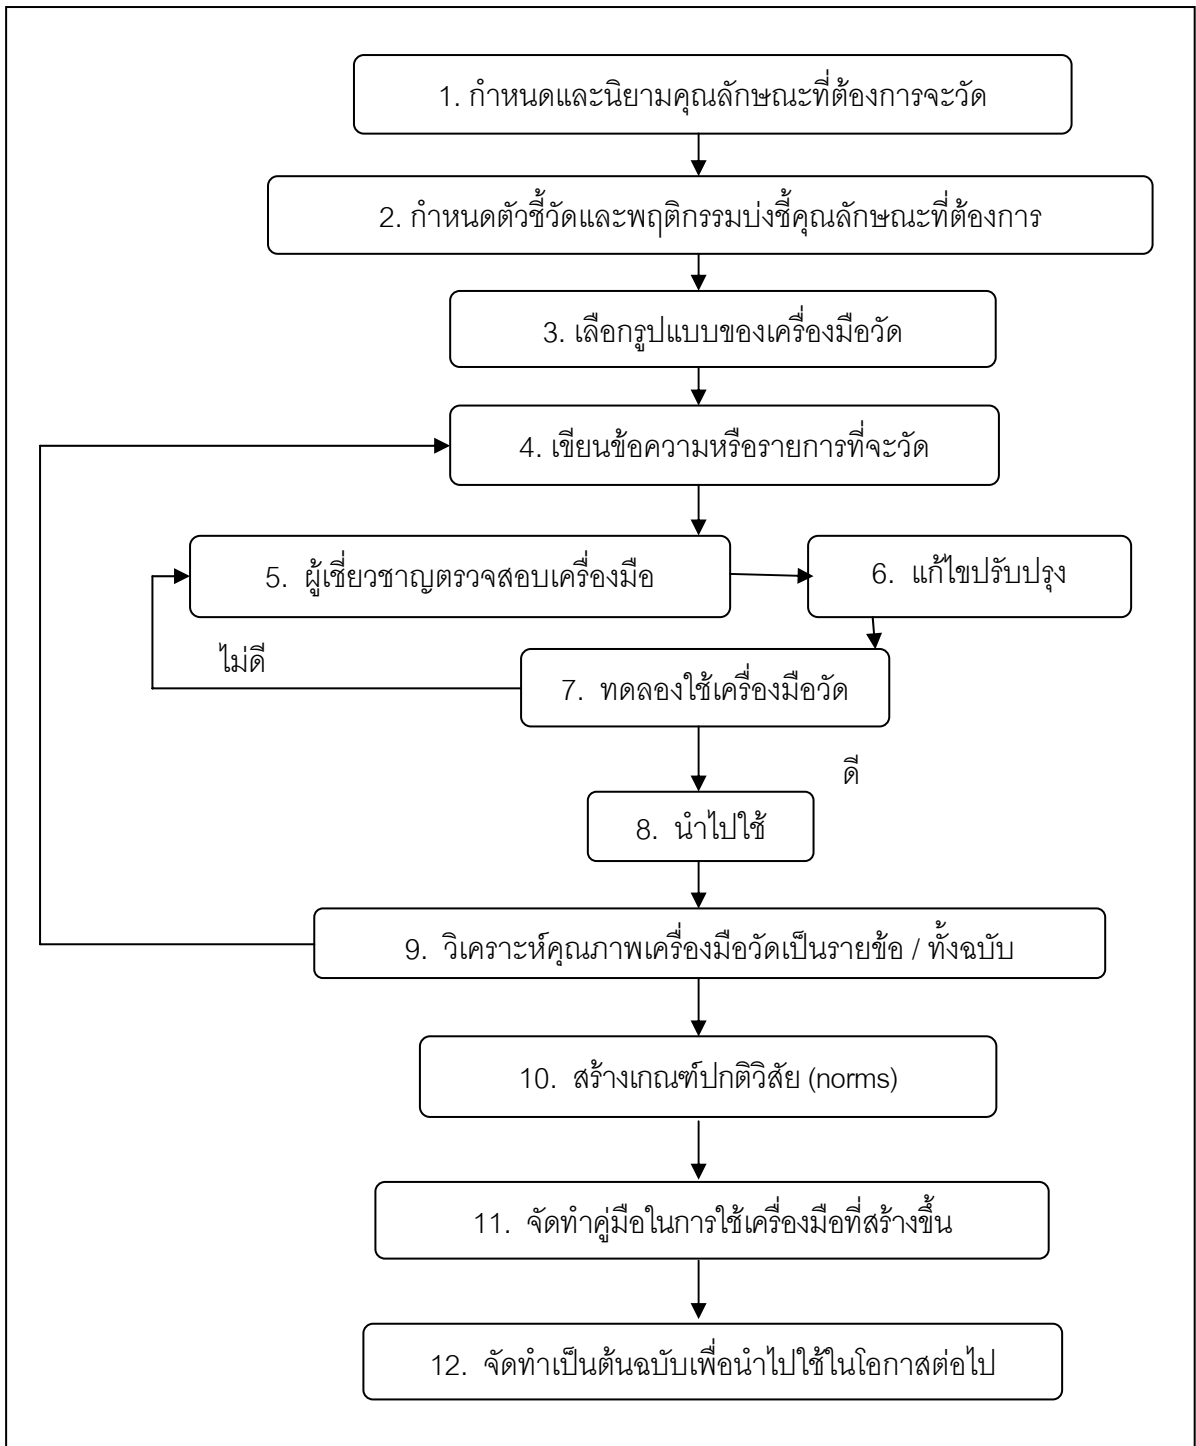 1. กำหนดและนิยามคุณลักษณะที่ต้องการจะวัด
2. กำหนดตัวชี้วัดและพฤติกรรมบ่งชี้คุณลักษณะที่ต้องการ
3. เลือกรูปแบบของเครื่องมือวัด
4. เขียนข้อความหรือรายการที่จะวัด
5. ผู้เชี่ยวชาญตรวจสอบเครื่องมือ
6. แก้ไขปรับปรุง
ไม่ดี
7. ทดลองใช้เครื่องมือวัด
ดี
8. นำไปใช้
9. วิเคราะห์คุณภาพเครื่องมือวัดเป็นรายข้อ / ทั้งฉบับ
10. สร้างเกณฑ์ปกติวิสัย (norms)
11. จัดทำคู่มือในการใช้เครื่องมือที่สร้างขึ้น
12. จัดทำเป็นต้นฉบับเพื่อนำไปใช้ในโอกาสต่อไป